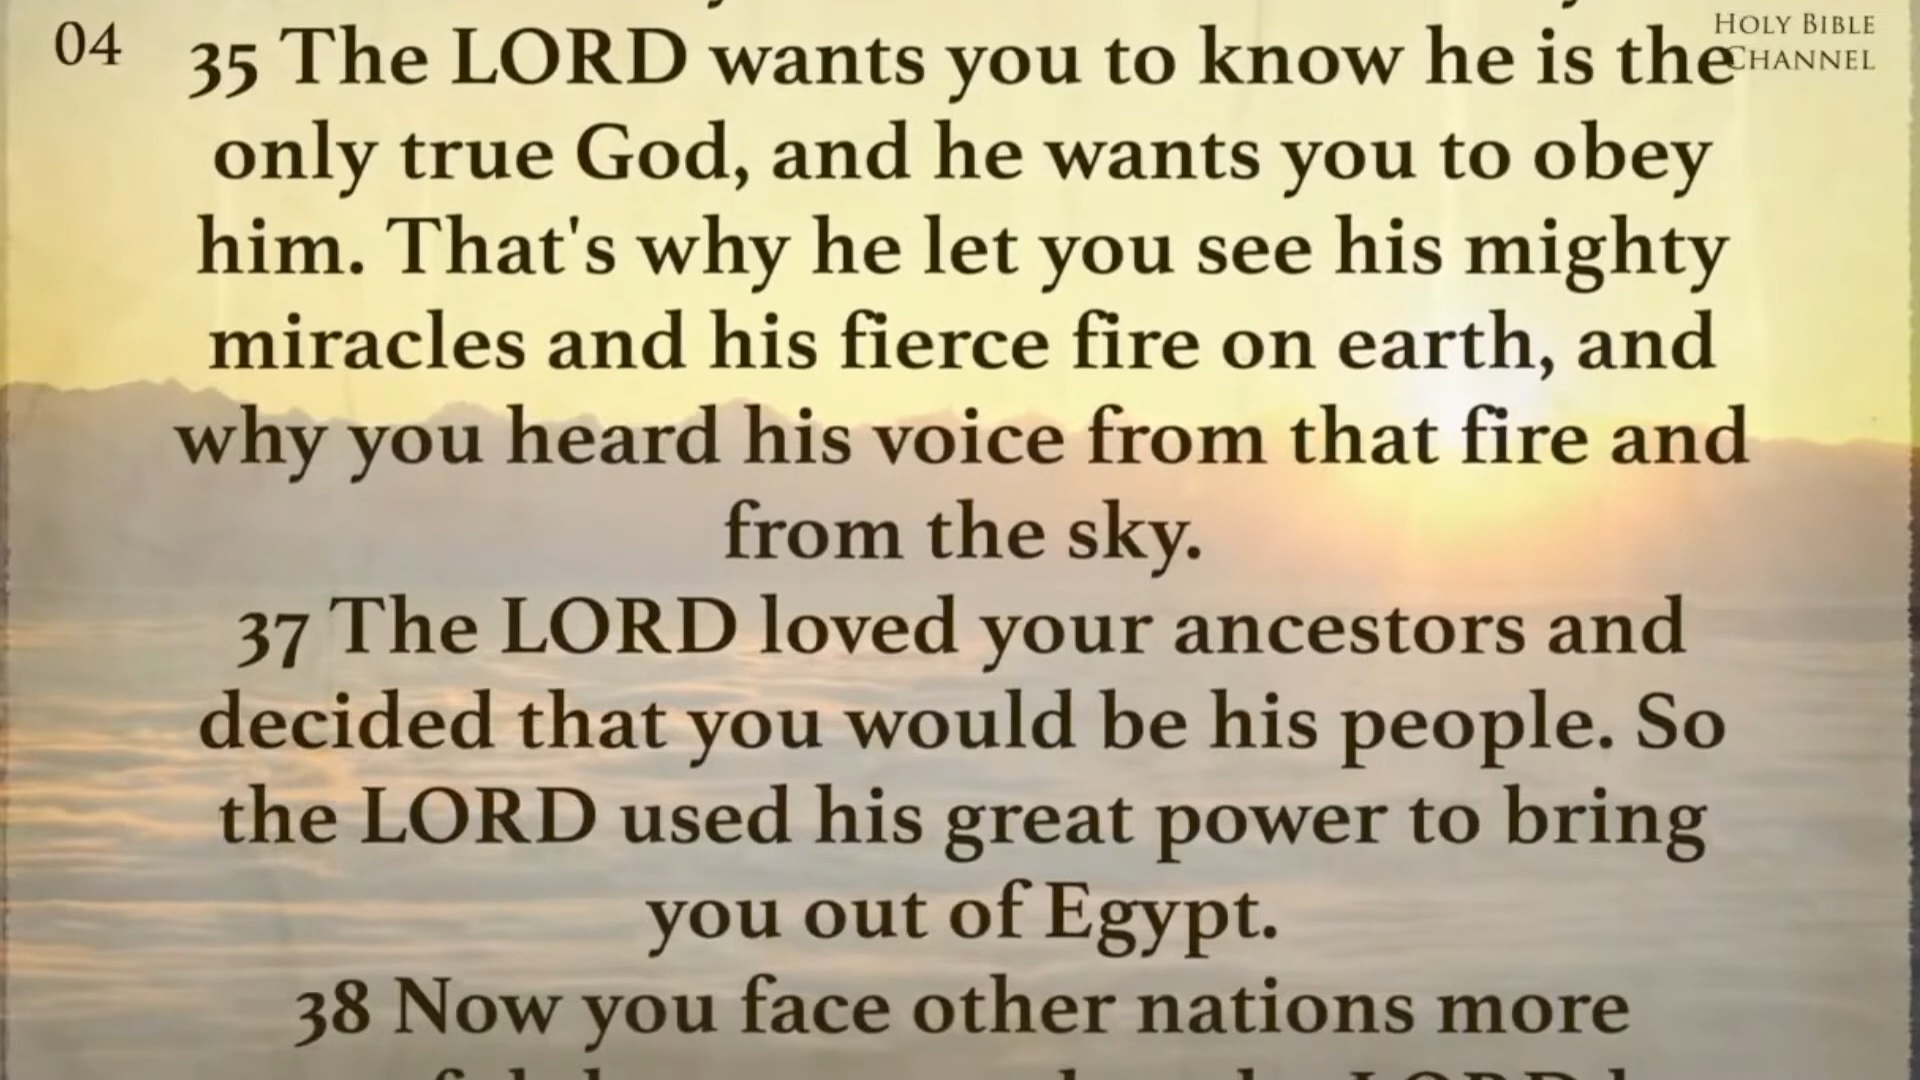 04
HOLY BIBLE
CHANNEL
35 The LORD wants you to know he is the
only true God, and he wants you to obey
him. That's why he let you see his mighty
miracles and his fierce fire on earth, and
why you heard his voice from that fire and
from the sky.
37 The LORD loved your ancestors and
decided that you would be his people. So
the LORD used his great power to bring
you out of Egypt.
38 Now you face other nations more
LORD